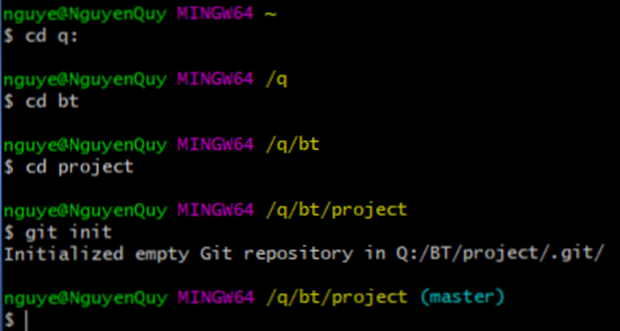 nguye@NguyenQuy MINGW64 ~
$ cd q:
nguye@NguyenQuy MINGW64 /q
$ cd bt
nguye@NguyenQuy MINGW64 /q/bt
$ cd project
nguye@NguyenQuy MINGW64 /q/bt/project
$ git init
Initialized empty Git repository in Q:/BT/project/.git/
nguye@NguyenQuy MINGW64 /q/bt/project (master)
$